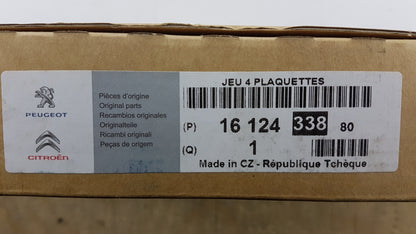 JEU 4 PLAQUETTES
PEUGEOT
CITROËN
Pièces d'origine
Original parts
Recambios originales
Originalteile
Ricambi originali
Peças de origem
(P) 16 124 338 80
(Q) 1
Made in CZ - République Tchèque